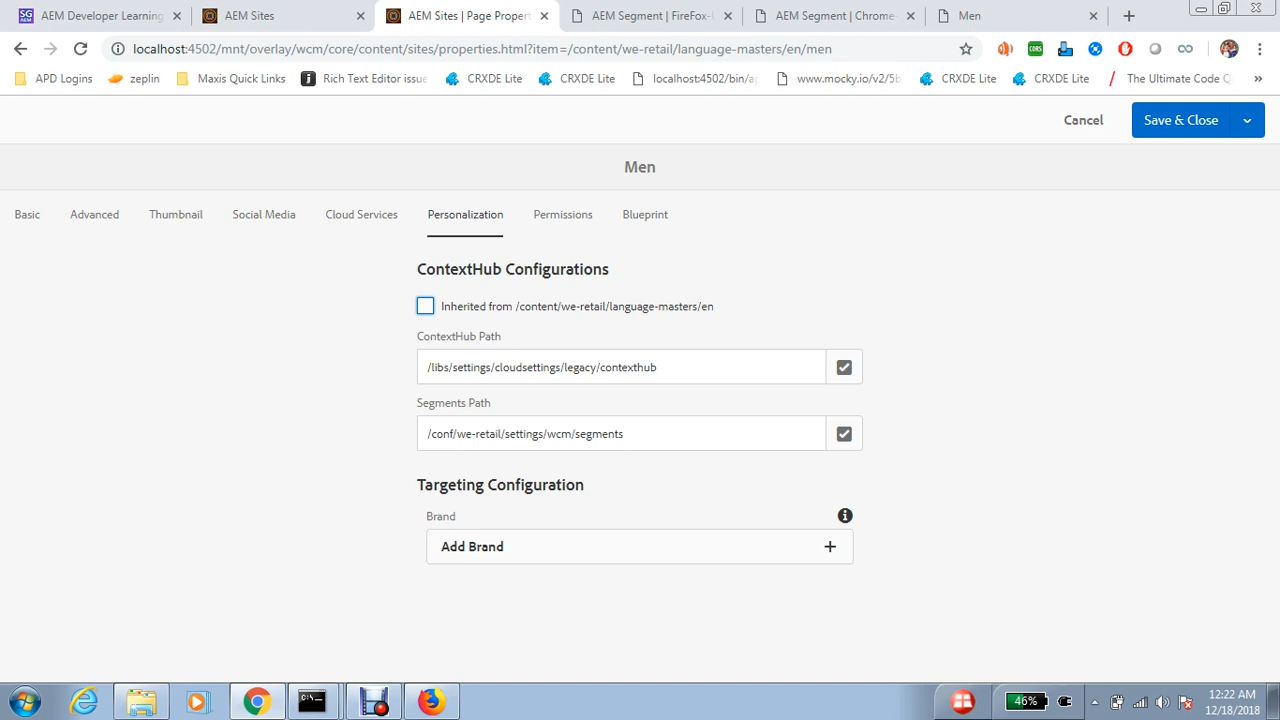 AEM Developer Learning
AEM Sites
AEM Sites | Page Propert
AEM Segment | FireFox-
AEM Segment | Chrome
Men
localhost:4502/mnt/overlay/wcm/core/content/sites/properties.html?item=/content/we-retail/language-masters/en/men
APD Logins
zeplin
Maxis Quick Links
Rich Text Editor issue
CRXDE Lite
CRXDE Lite
localhost:4502/bin/a
www.mocky.io/v2/5b
CRXDE Lite
CRXDE Lite
The Ultimate Code Q
»
Cancel
Save & Close
Men
Basic
Advanced
Thumbnail
Social Media
Cloud Services
Personalization
Permissions
Blueprint
ContextHub Configurations
Inherited from /content/we-retail/language-masters/en
ContextHub Path
/libs/settings/cloudsettings/legacy/contexthub
Segments Path
/conf/we-retail/settings/wcm/segments
Targeting Configuration
Brand
Add Brand
46%
12:22 AM
12/18/2018